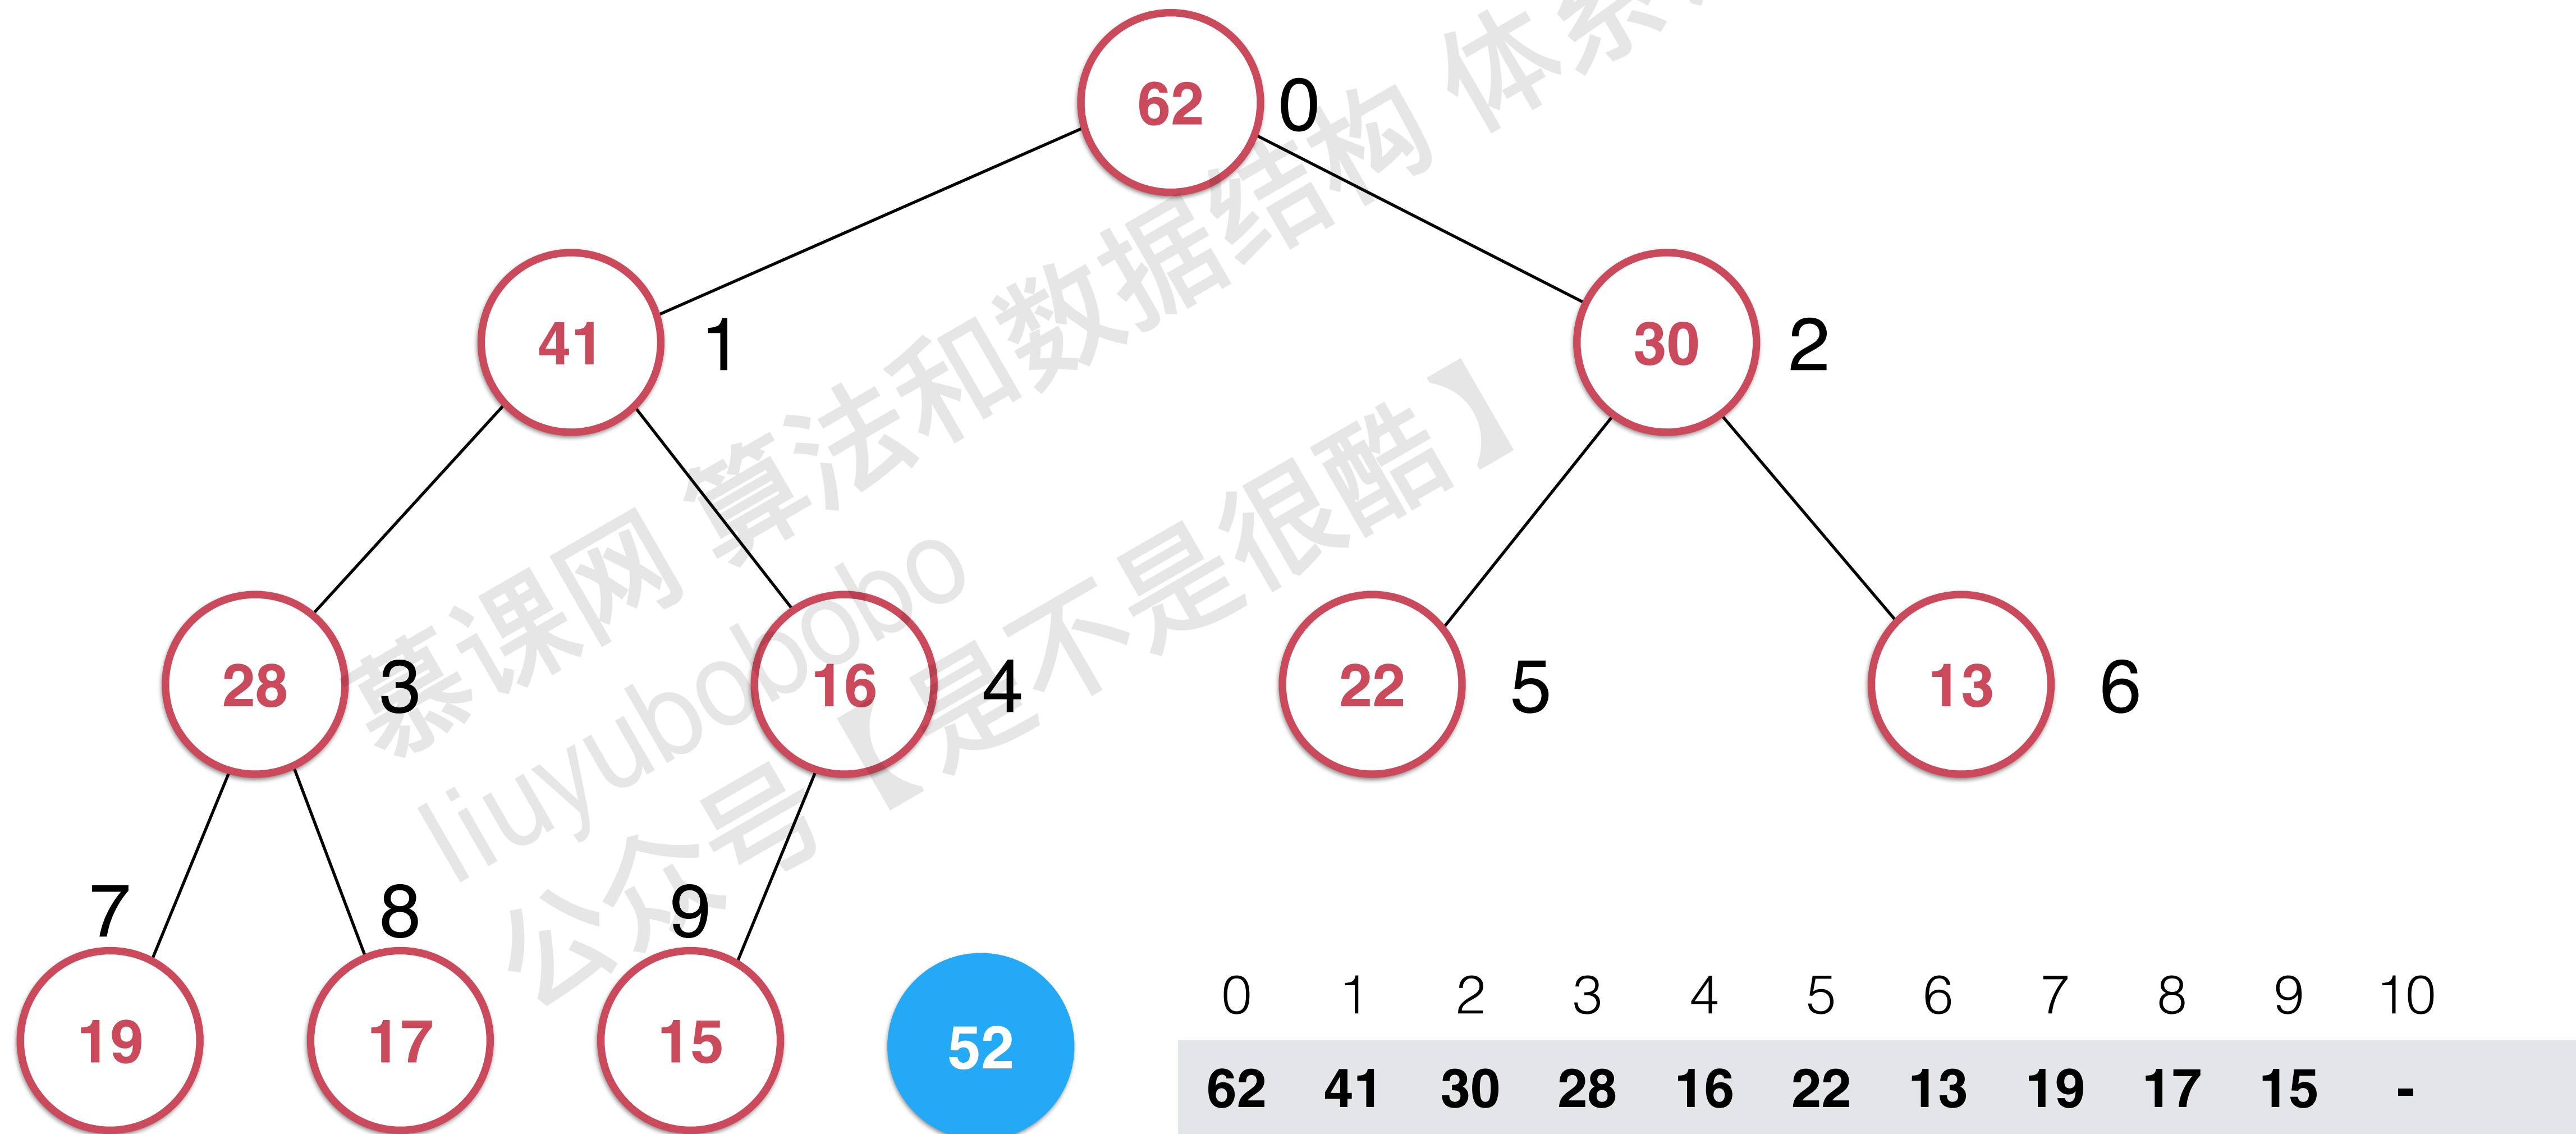 62 0
41 1 30 2
28 3 16 4 22 5 13 6
7 8 9
19 17 15 52
0 1 2 3 4 5 6 7 8 9 10
62 41 30 28 16 22 13 19 17 15 -
慕课网 算法和数据结构 体系
liuyubobobo
公众号【是不是很酷】